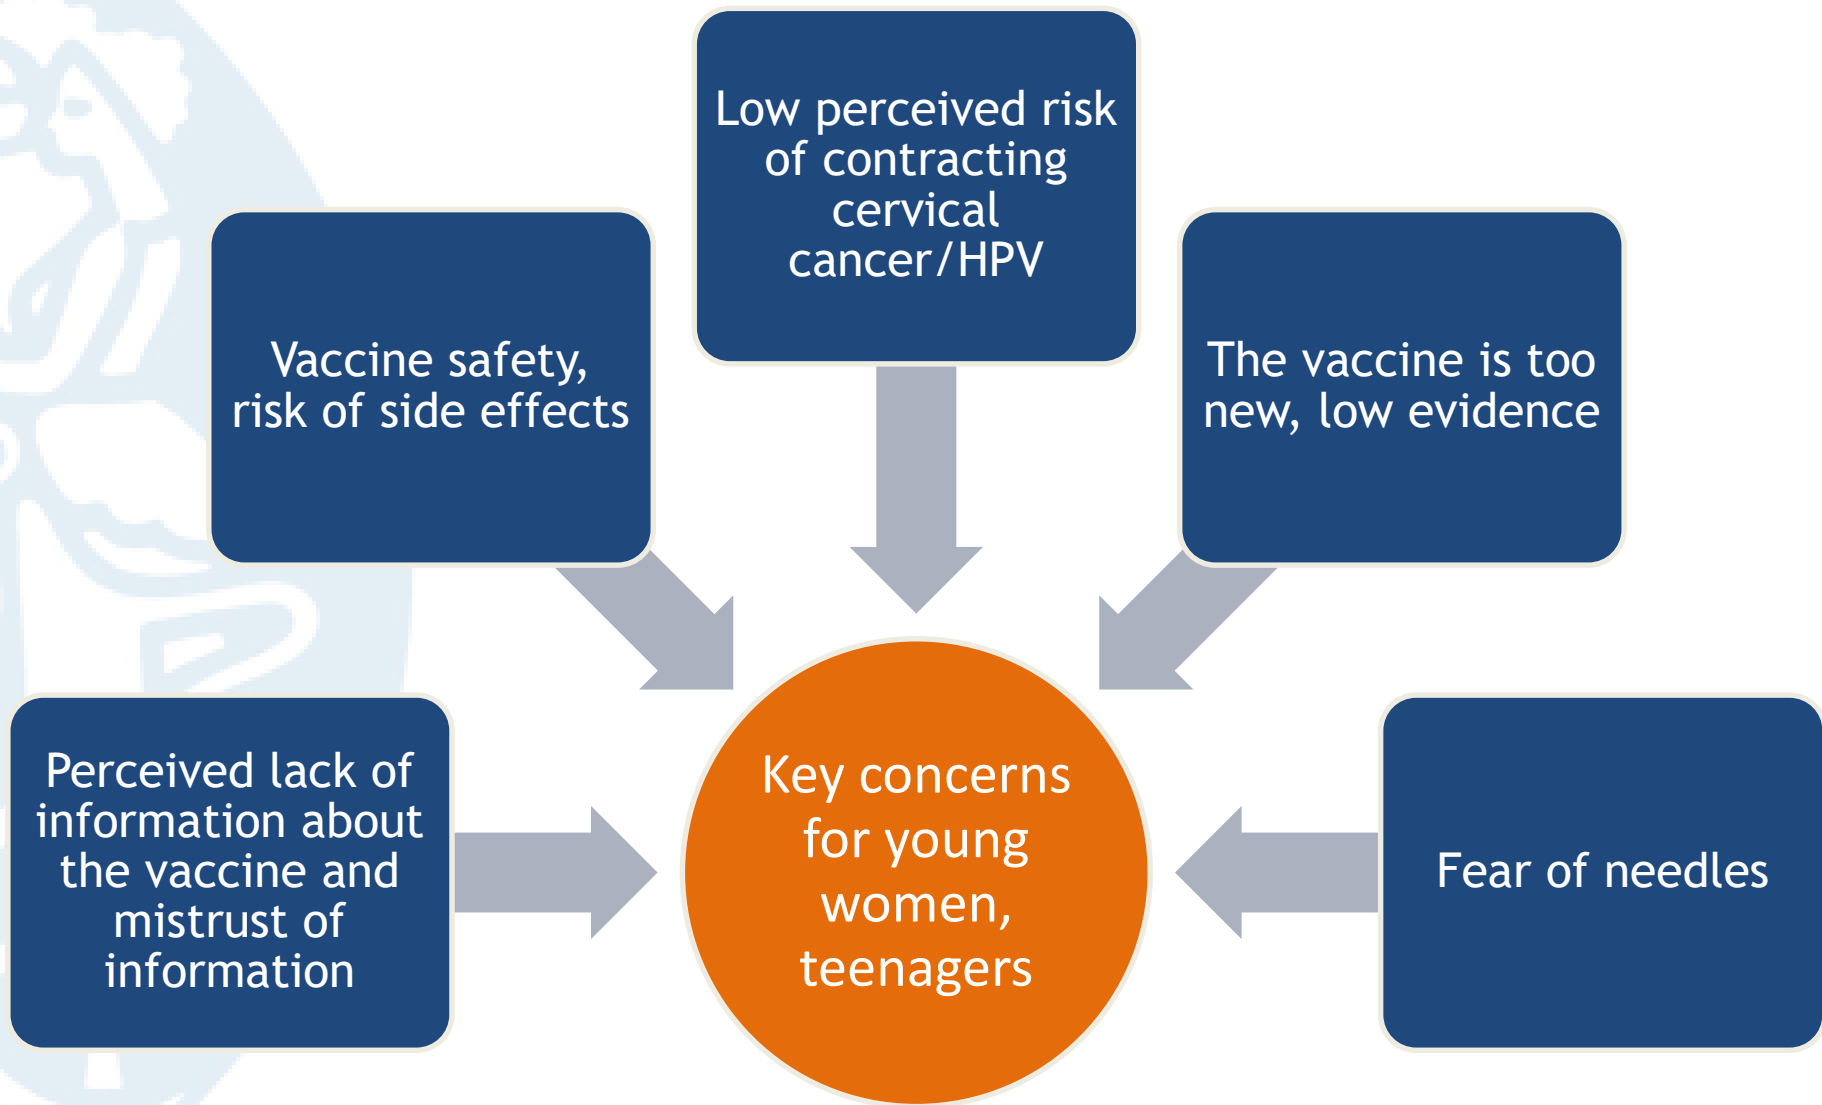 Low perceived risk
of contracting
cervical
cancer/HPV
Vaccine safety,
risk of side effects
The vaccine is too
new, low evidence
Perceived lack of
information about
the vaccine and
mistrust of
information
Key concerns
for young
women,
teenagers
Fear of needles